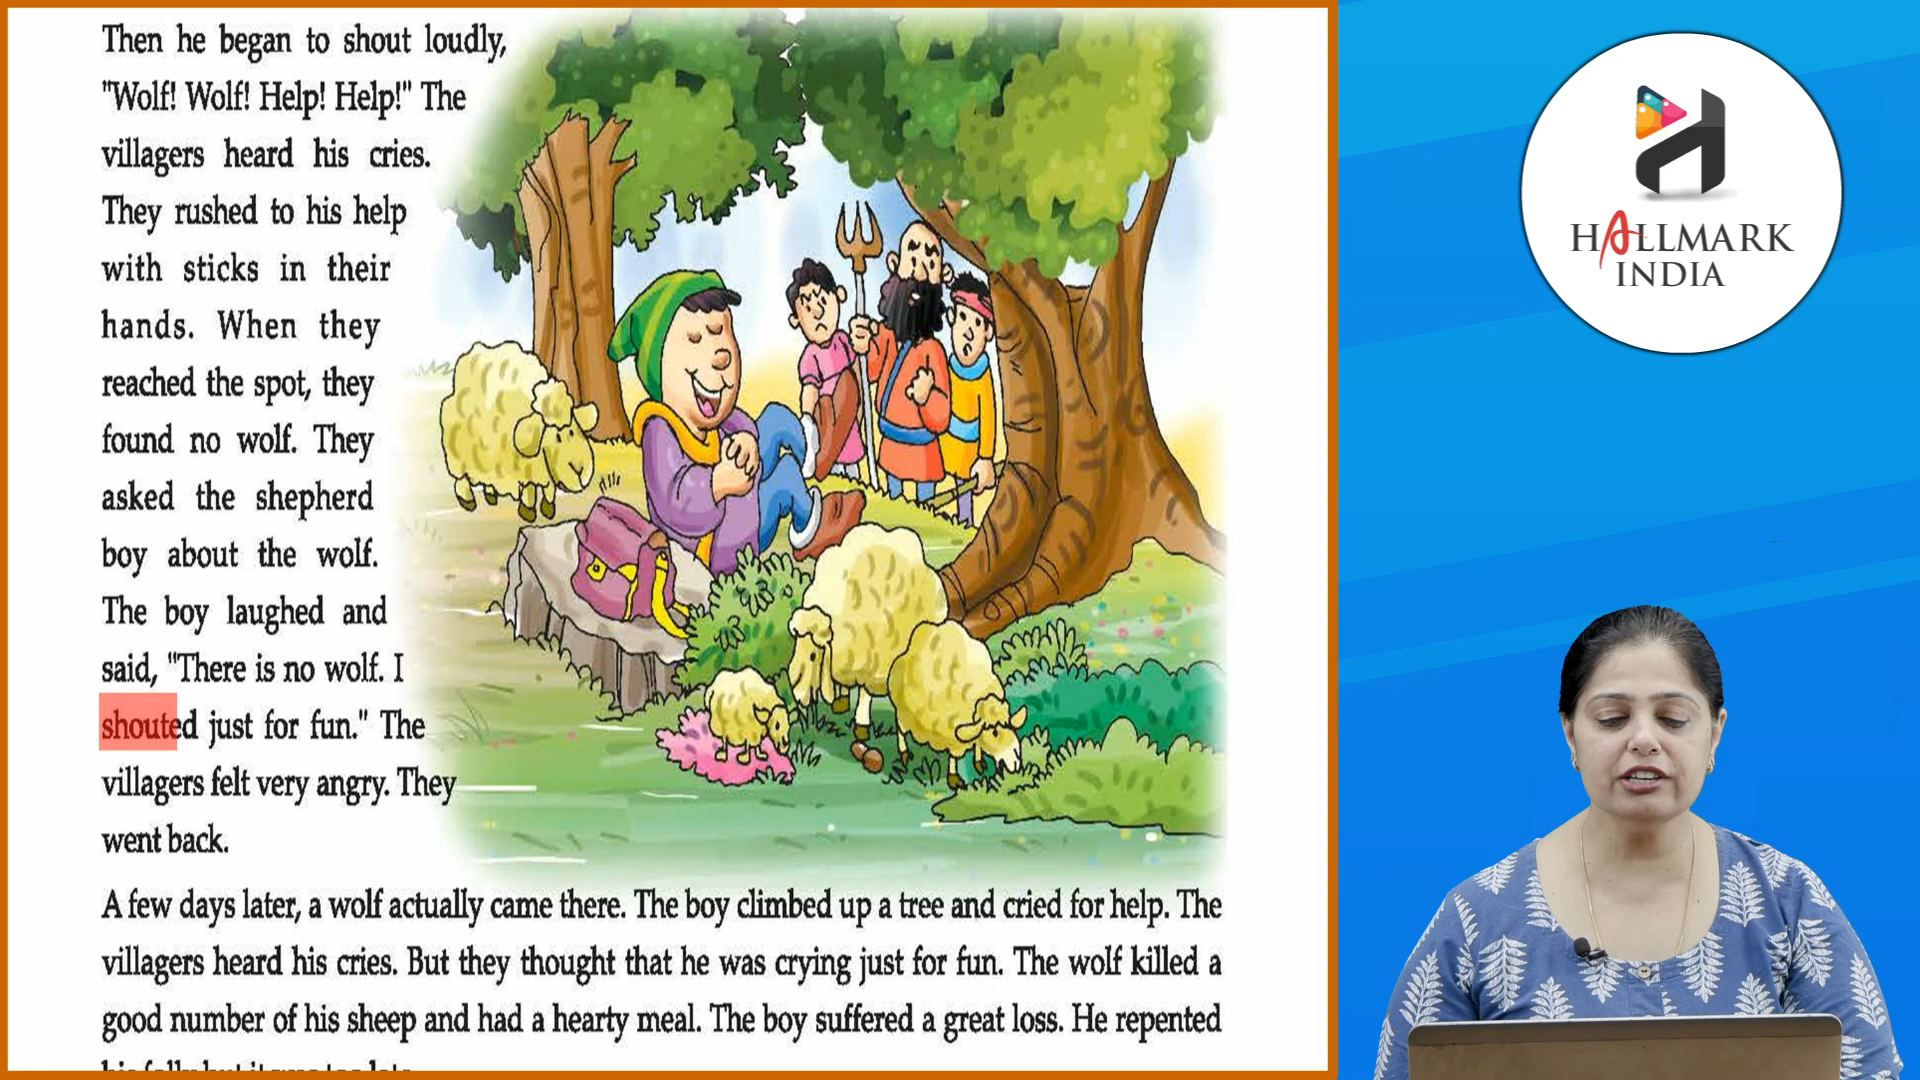 Then he began to shout loudly,
"Wolf! Wolf! Help! Help!" The
villagers heard his cries.
They rushed to his help
with sticks in their
hands. When they
reached the spot, they
found no wolf. They
asked the shepherd
boy about the wolf.
The boy laughed and
said, "There is no wolf. I
shouted just for fun." The
villagers felt very angry. They
went back.
A few days later, a wolf actually came there. The boy climbed up a tree and cried for help. The
villagers heard his cries. But they thought that he was crying just for fun. The wolf killed a
good number of his sheep and had a hearty meal. The boy suffered a great loss. He repented
HALLMARK
INDIA